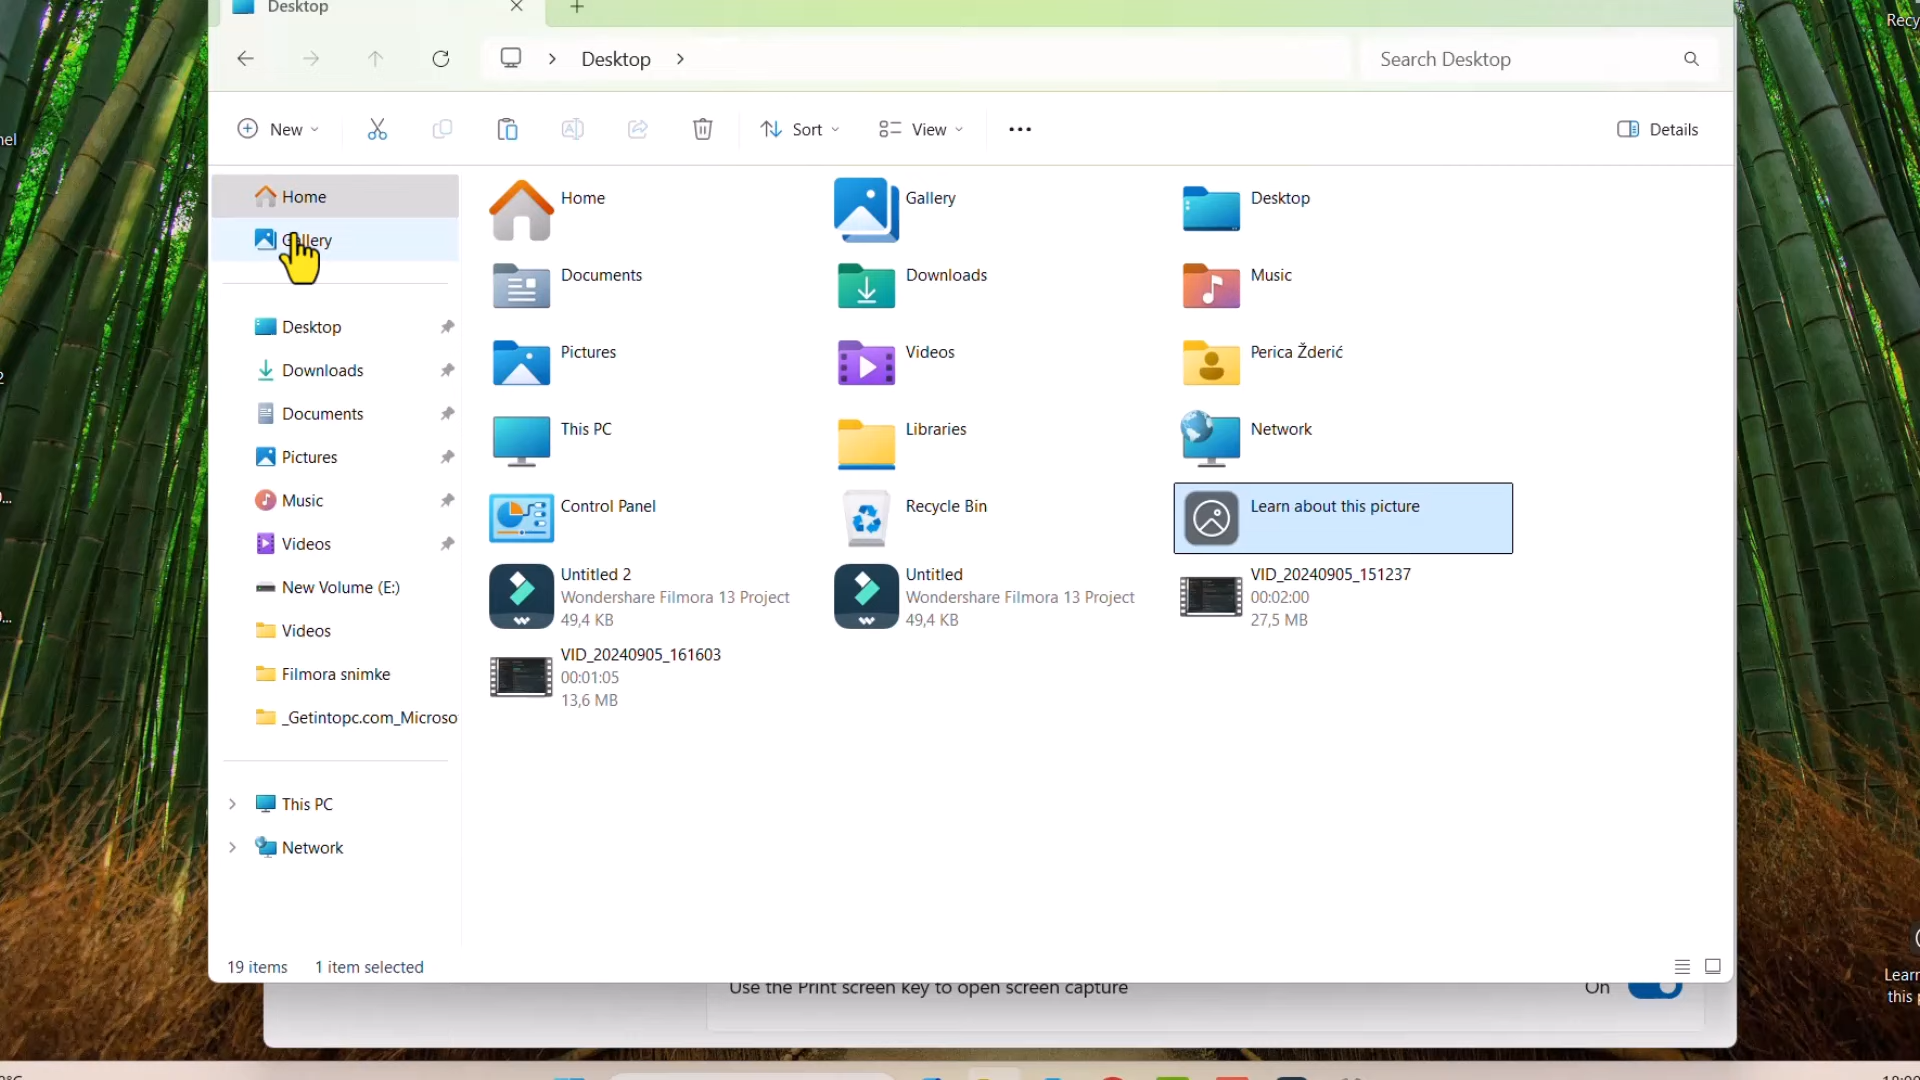 Desktop
Recy
Desktop
Search Desktop
New
Sort
View
Details
nel
Home
Gallery
Desktop
Downloads
Documents
Pictures
Music
Videos
New Volume (E:)
Videos
Filmora snimke
_Getintopc.com_Microso
This PC
Network
Home
Gallery
Desktop
Documents
Downloads
Music
Pictures
Videos
Perica Žderić
This PC
Libraries
Network
Control Panel
Recycle Bin
Learn about this picture
Untitled 2
Wondershare Filmora 13 Project
49,4 KB
Untitled
Wondershare Filmora 13 Project
49,4 KB
VID_20240905_151237
00:02:00
27,5 MB
VID_20240905_161603
00:01:05
13,6 MB
19 items
1 item selected
Use the Print screen key to open screen capture
On
Learn
this p